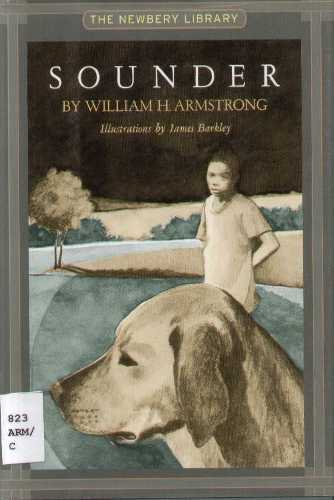 THE NEWBERY LIBRARY
SOUNDER
BY WILLIAM H. ARMSTRONG
Illustrations by James Barkley
823
ARM/
C